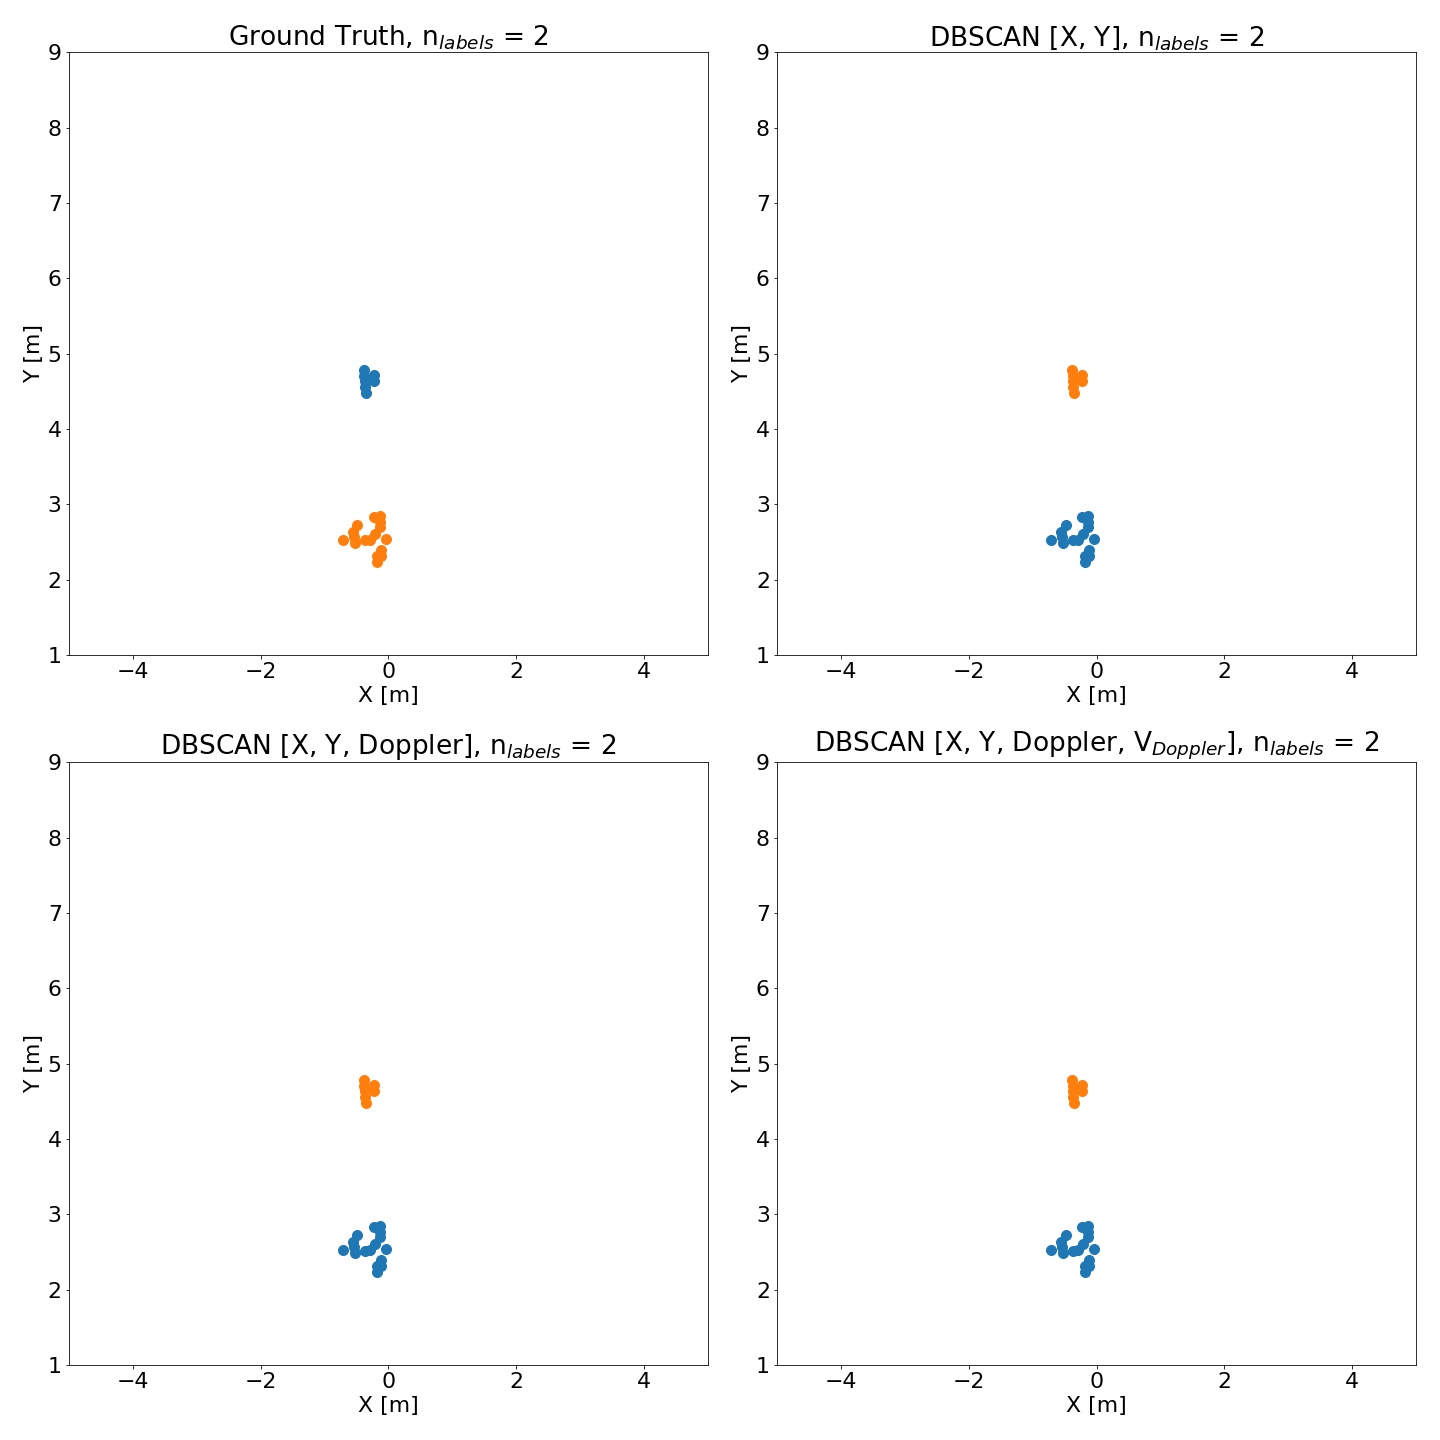 Ground Truth, n_labels = 2
9
8
7
6
5
4
3
2
1
Y [m]
−4 −2 0 2 4
X [m]
DBSCAN [X, Y], n_labels = 2
9
8
7
6
5
4
3
2
1
Y [m]
−4 −2 0 2 4
X [m]
DBSCAN [X, Y, Doppler], n_labels = 2
9
8
7
6
5
4
3
2
1
Y [m]
−4 −2 0 2 4
X [m]
DBSCAN [X, Y, Doppler, V_Doppler], n_labels = 2
9
8
7
6
5
4
3
2
1
Y [m]
−4 −2 0 2 4
X [m]